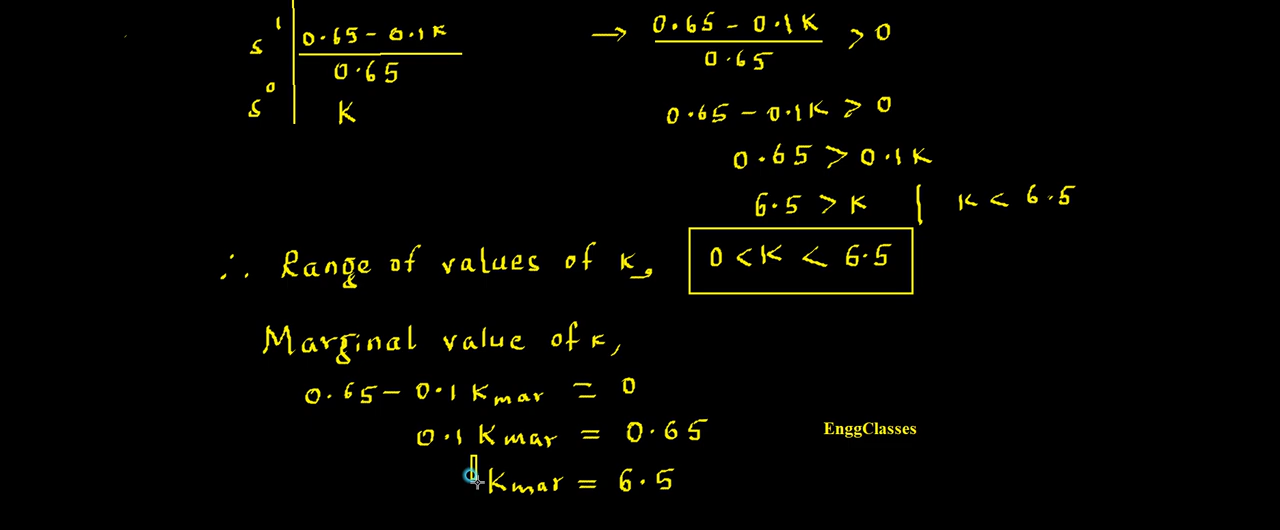 s¹ | 0.65 - 0.1K / 0.65 → 0.65 - 0.1K / 0.65 > 0
s⁰ | K
0.65 - 0.1K > 0
0.65 > 0.1K
6.5 > K | K < 6.5
∴ Range of values of K, 0 < K < 6.5
Marginal value of K,
0.65 - 0.1 Kmar = 0
0.1 Kmar = 0.65
EnggClasses
Kmar = 6.5